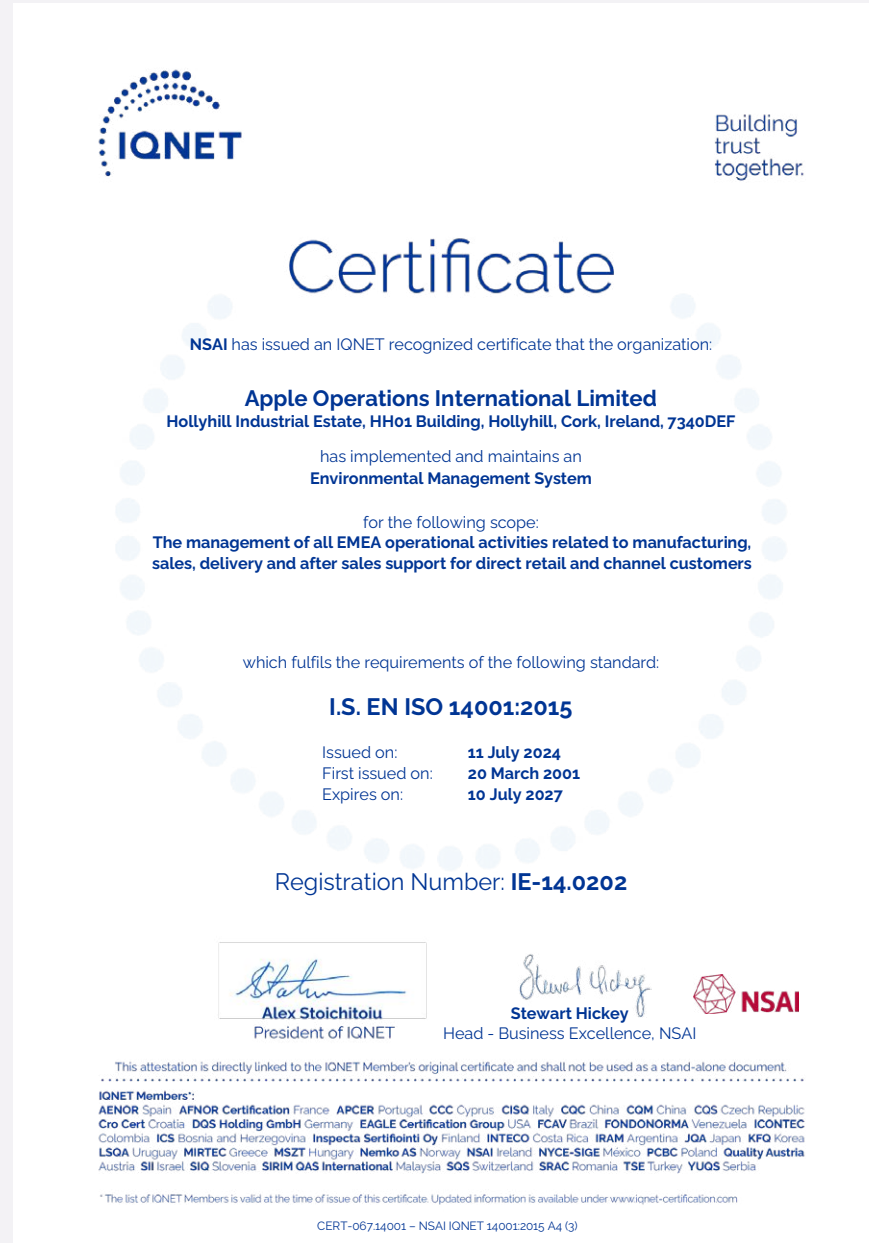 IQNET
Building
trust
together.
Certificate
NSAI has issued an IQNET recognized certificate that the organization:
Apple Operations International Limited
Hollyhill Industrial Estate, HH01 Building, Hollyhill, Cork, Ireland, 7340DEF
has implemented and maintains an
Environmental Management System
for the following scope:
The management of all EMEA operational activities related to manufacturing,
sales, delivery and after sales support for direct retail and channel customers
which fulfils the requirements of the following standard:
I.S. EN ISO 14001:2015
Issued on: 11 July 2024
First issued on: 20 March 2001
Expires on: 10 July 2027
Registration Number: IE-14.0202
Stewart Hickey
Alex Stoichitoiu
Stewart Hickey
NSAI
President of IQNET
Head - Business Excellence, NSAI
This attestation is directly linked to the IQNET Member's original certificate and shall not be used as a stand-alone document.
IQNET Members*:
AENOR Spain AFNOR Certification France APCER Portugal CCC Cyprus CISQ Italy CQC China CQM China CQS Czech Republic
Cro Cert Croatia DQS Holding GmbH Germany EAGLE Certification Group USA FCAV Brazil FONDONORMA Venezuela ICONTEC
Colombia ICS Bosnia and Herzegovina Inspecta Sertifiointi Oy Finland INTECO Costa Rica IRAM Argentina JQA Japan KFQ Korea
LSQA Uruguay MIRTEC Greece MSZT Hungary Nemko AS Norway NSAI Ireland NYCE-SIGE México PCBC Poland Quality Austria
Austria SII Israel SIQ Slovenia SIRIM QAS International Malaysia SQS Switzerland SRAC Romania TSE Turkey YUQS Serbia
* The list of IQNET Members is valid at the time of issue of this certificate. Updated information is available under www.iqnet-certification.com
CERT-067.14001 – NSAI IQNET 14001:2015 A4 (3)